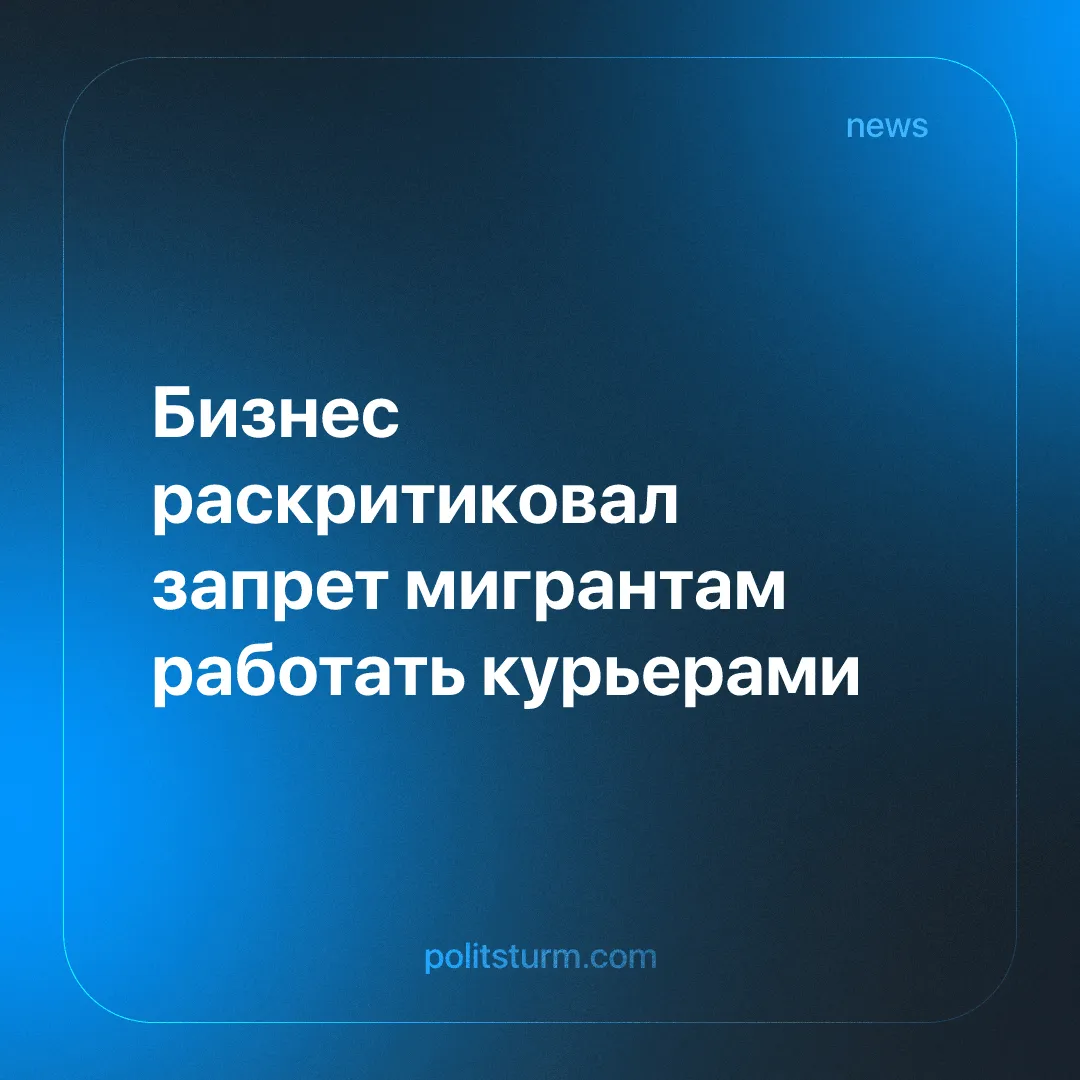 news
Бизнес
раскритиковал
запрет мигрантам
работать курьерами
politsturm.com